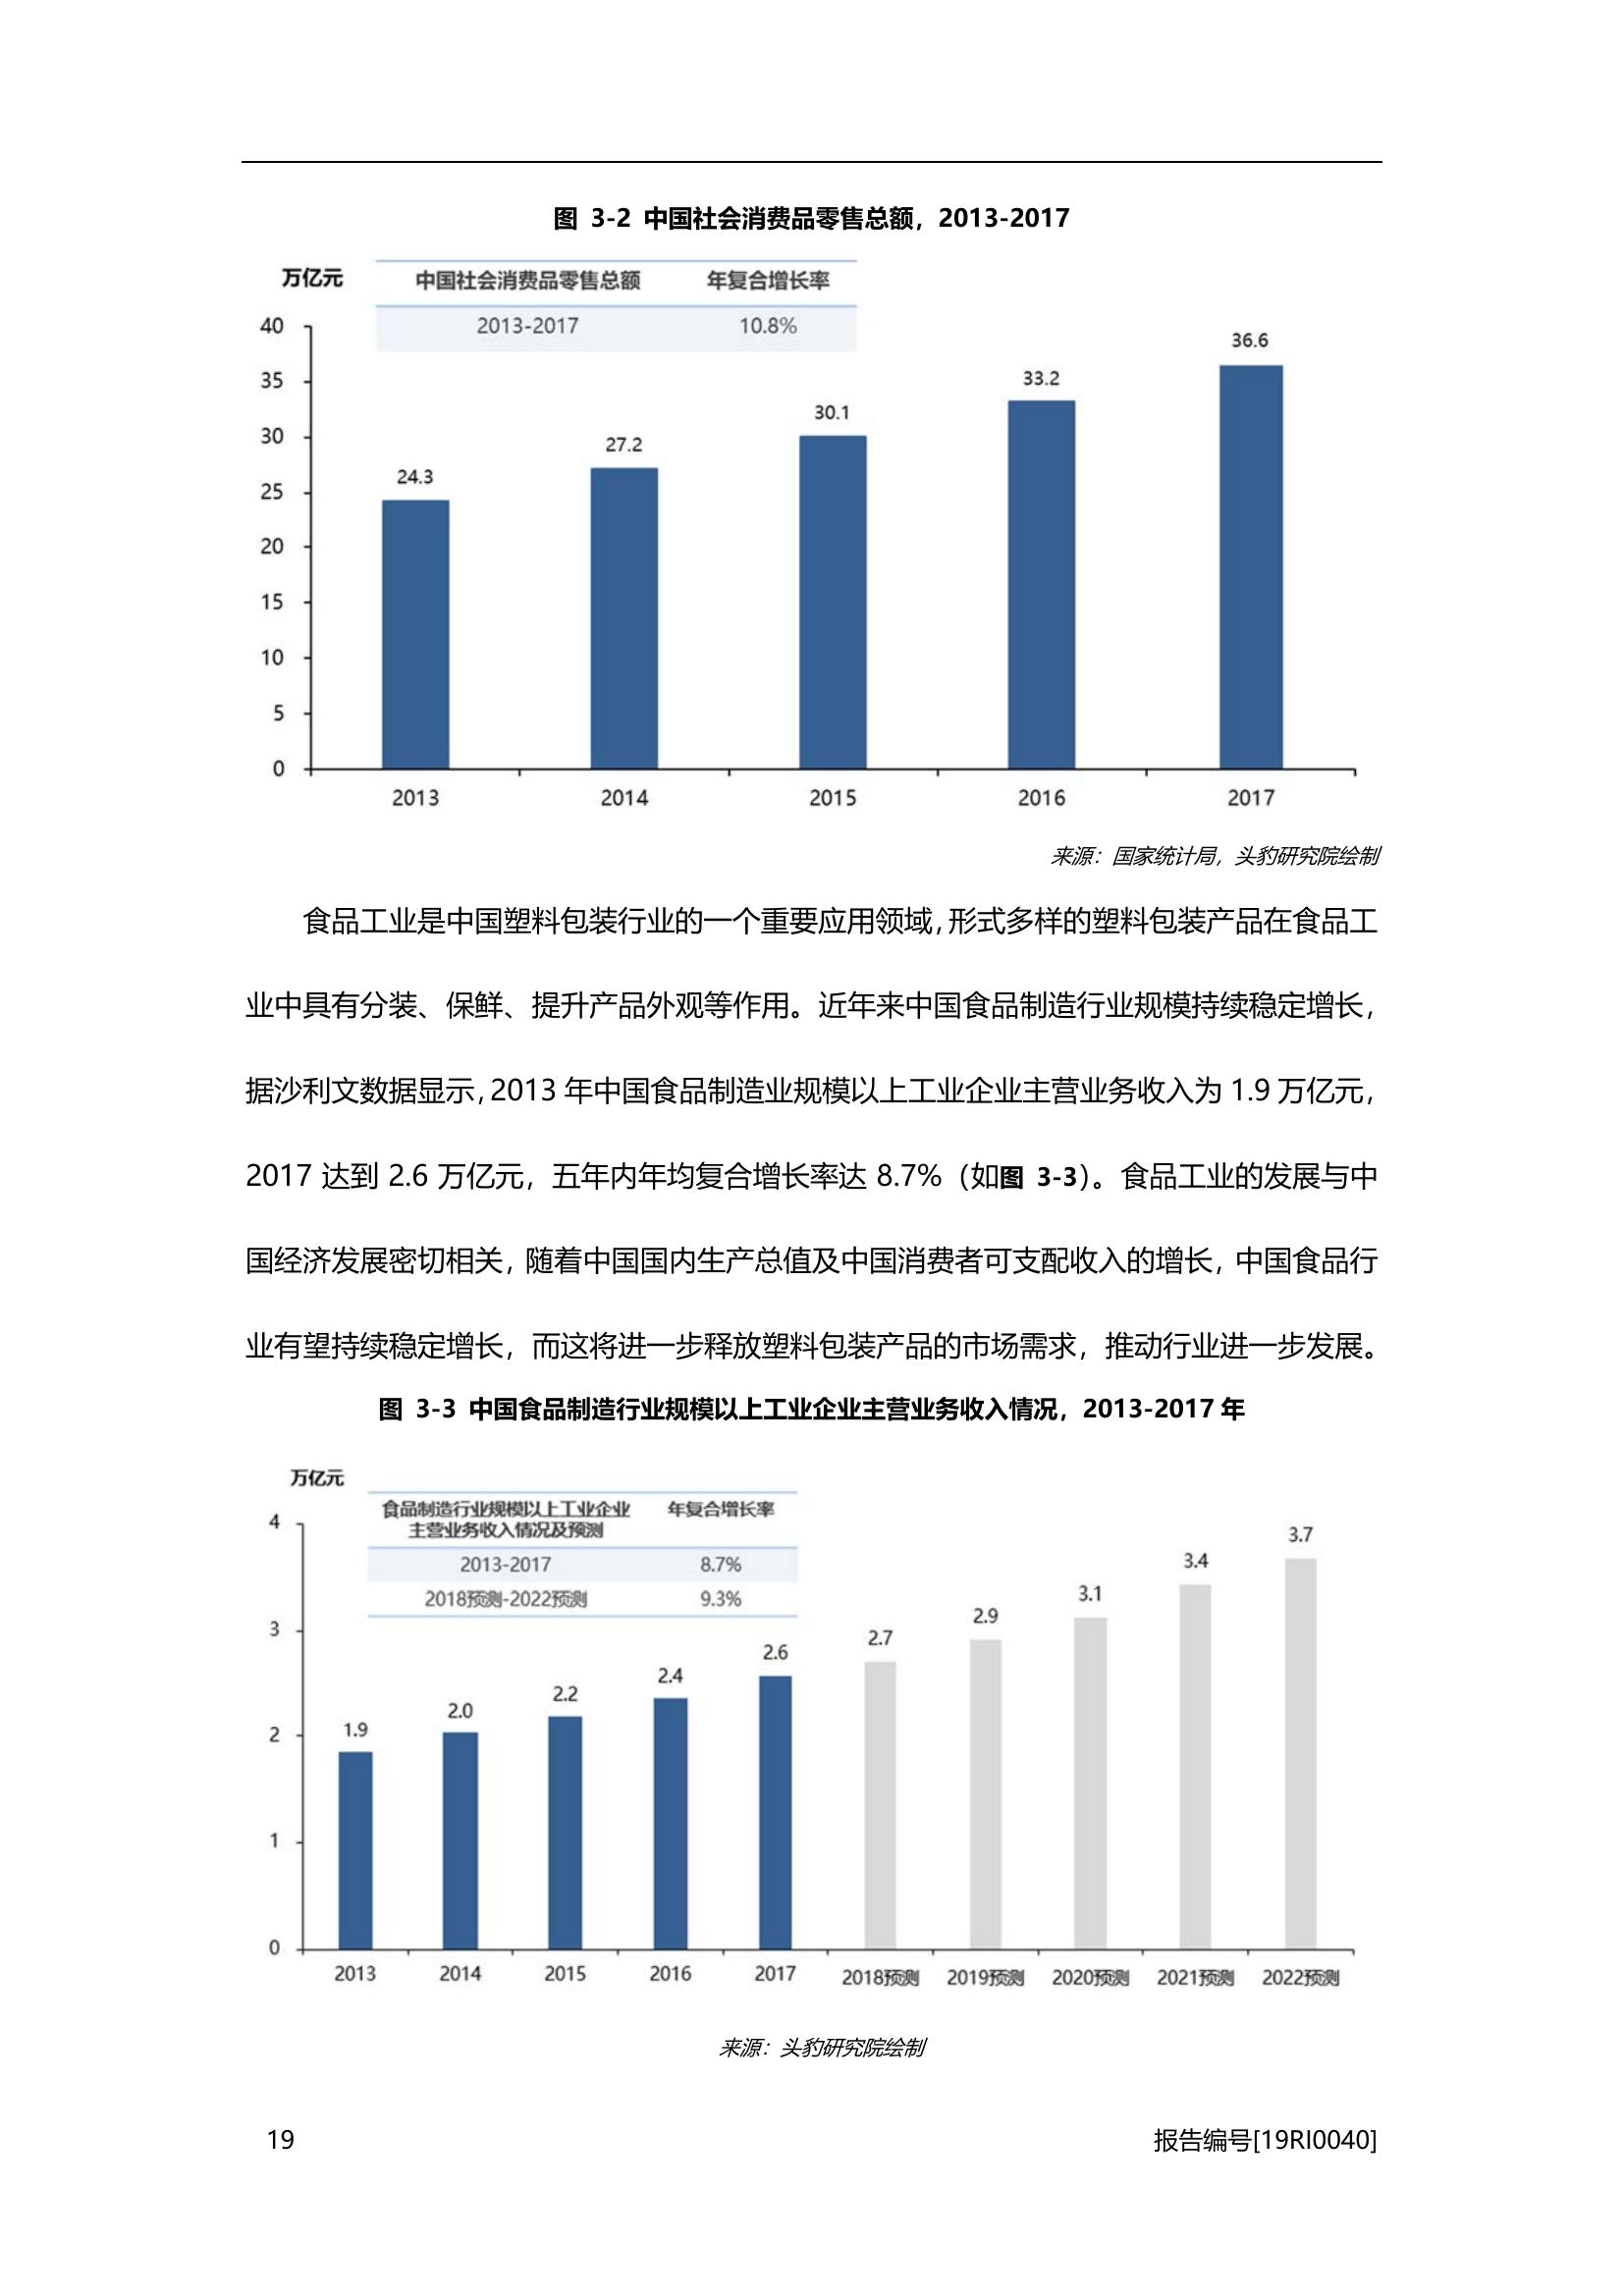 图 3-2 中国社会消费品零售总额，2013-2017
万亿元
中国社会消费品零售总额 年复合增长率
2013-2017 10.8%
40
35
30
25
20
15
10
5
0
24.3
27.2
30.1
33.2
36.6
2013 2014 2015 2016 2017
来源：国家统计局，头豹研究院绘制
食品工业是中国塑料包装行业的一个重要应用领域，形式多样的塑料包装产品在食品工
业中具有分装、保鲜、提升产品外观等作用。近年来中国食品制造行业规模持续稳定增长，
据沙利文数据显示，2013 年中国食品制造业规模以上工业企业主营业务收入为 1.9 万亿元，
2017 达到 2.6 万亿元，五年内年均复合增长率达 8.7%（如图 3-3）。食品工业的发展与中
国经济发展密切相关，随着中国国内生产总值及中国消费者可支配收入的增长，中国食品行
业有望持续稳定增长，而这将进一步释放塑料包装产品的市场需求，推动行业进一步发展。
图 3-3 中国食品制造行业规模以上工业企业主营业务收入情况，2013-2017 年
万亿元
食品制造行业规模以上工业企业 年复合增长率
主营业务收入情况及预测
2013-2017 8.7%
2018预测-2022预测 9.3%
4
3
2
1
0
1.9
2.0
2.2
2.4
2.6
2.7
2.9
3.1
3.4
3.7
2013 2014 2015 2016 2017 2018预测 2019预测 2020预测 2021预测 2022预测
来源：头豹研究院绘制
19 报告编号[19RI0040]